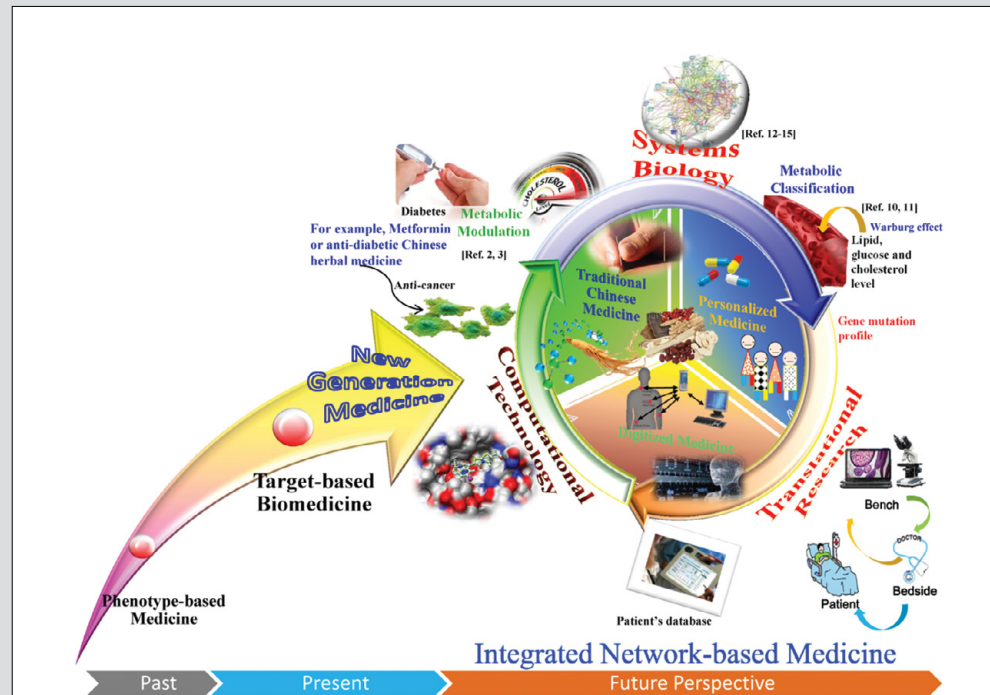 [Ref. 12-15]
Systems
Biology
Metabolic
Classification
[Ref. 10, 11]
Warburg effect
Lipid,
glucose and
cholesterol
level
CHOLESTEROL
Diabetes
Metabolic
Modulation
[Ref. 2, 3]
For example, Metformin
or anti-diabetic Chinese
herbal medicine
Anti-cancer
Traditional
Chinese
Medicine
Personalized
Medicine
Gene mutation
profile
New
Generation
Medicine
Computational
Technology
Digitized Medicine
Translational
Research
Target-based
Biomedicine
Bench
DOCTOR
Bedside
Patient
Phenotype-based
Medicine
Patient's database
Integrated Network-based Medicine
Past
Present
Future Perspective